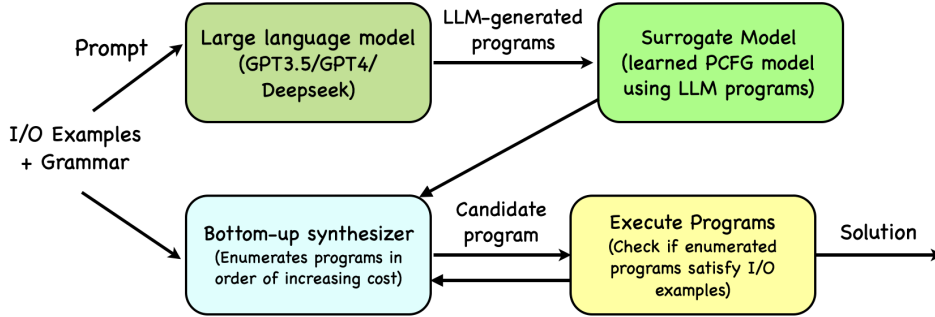 Prompt
Large language model
(GPT3.5/GPT4/
Deepseek)
LLM-generated
programs
Surrogate Model
(learned PCFG model
using LLM programs)
I/O Examples
+ Grammar
Bottom-up synthesizer
(Enumerates programs in
order of increasing cost)
Candidate
program
Execute Programs
(Check if enumerated
programs satisfy I/O
examples)
Solution